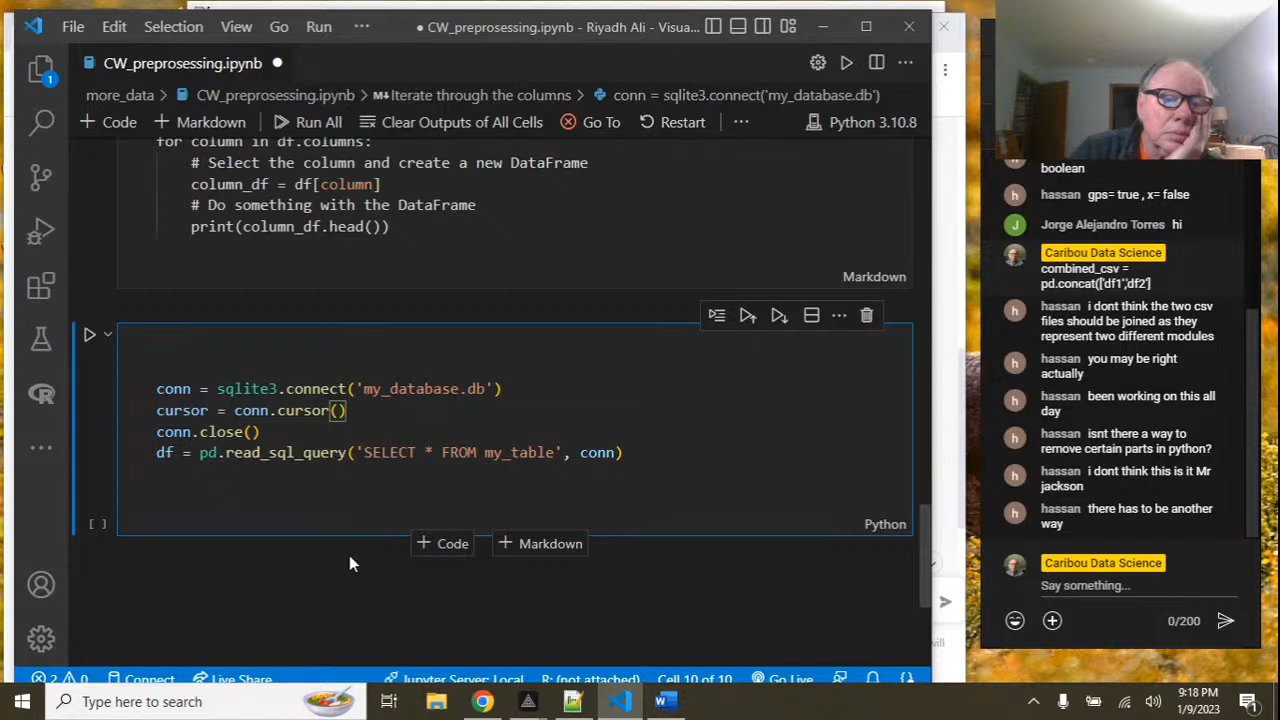 File Edit Selection View Go Run ··· ● CW_preprosessing.ipynb - Riyadh Ali - Visua...
CW_preprosessing.ipynb ●
more_data > CW_preprosessing.ipynb > Iterate through the columns > conn = sqlite3.connect('my_database.db')
+ Code + Markdown Run All Clear Outputs of All Cells Go To Restart ··· Python 3.10.8
for column in df.columns:
# Select the column and create a new DataFrame
column_df = df[column]
# Do something with the DataFrame
print(column_df.head())
Markdown
conn = sqlite3.connect('my_database.db')
cursor = conn.cursor()
conn.close()
df = pd.read_sql_query('SELECT * FROM my_table', conn)
[ ] Python
+ Code + Markdown
2 0 Connect Live Share Jupyter Server: Local R: (not attached) Cell 10 of 10 Go Live
1
boolean
hassan gps= true , x= false
J Jorge Alejandro Torres hi
Caribou Data Science
combined_csv =
pd.concat(['df1','df2']
h hassan i dont think the two csv
files should be joined as they
represent two different modules
h hassan you may be right
actually
h hassan been working on this all
day
h hassan isnt there a way to
remove certain parts in python?
h hassan i dont think this is it Mr
jackson
h hassan there has to be another
way
Caribou Data Science
Say something...
0/200
Type here to search
9:18 PM
1/9/2023
1